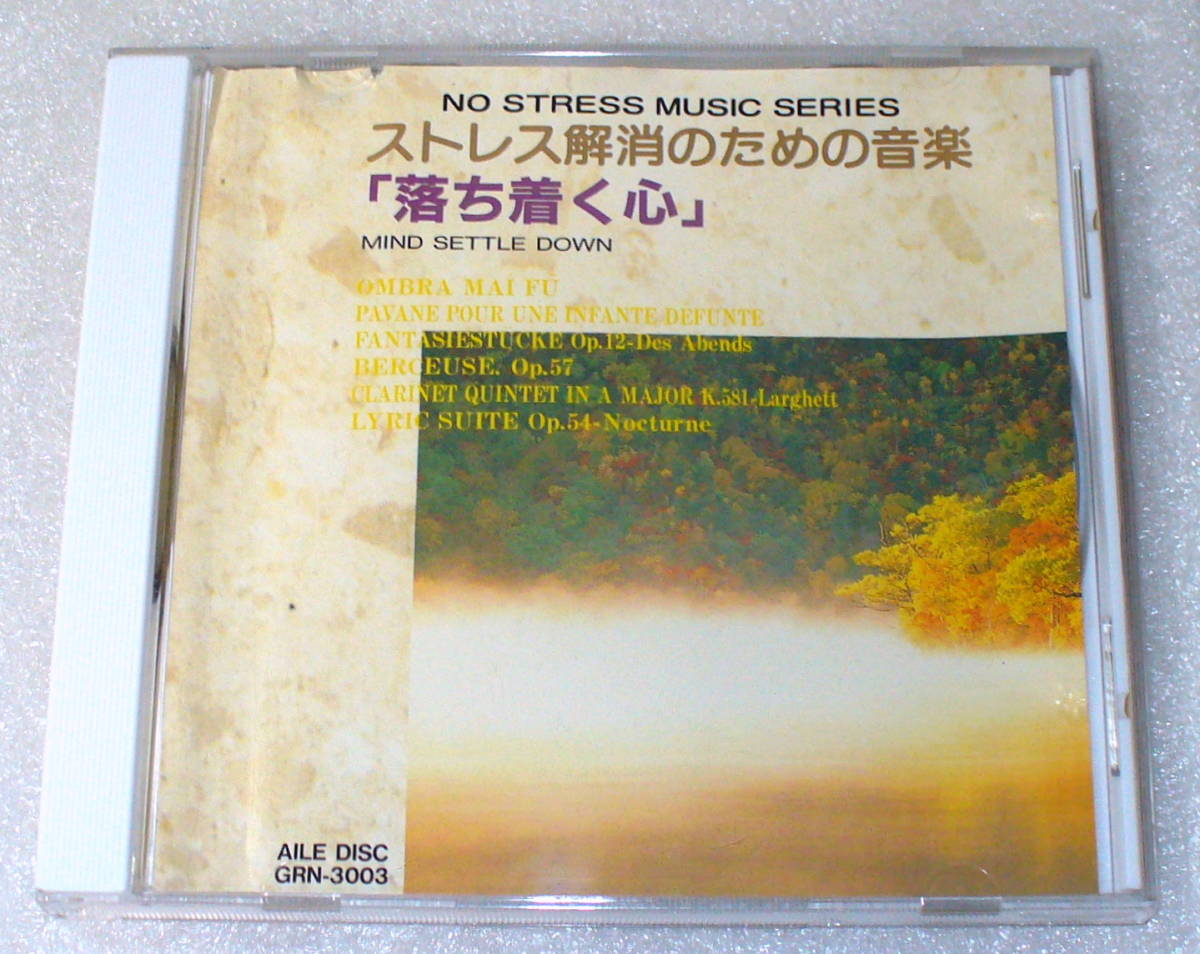 NO STRESS MUSIC SERIES
ストレス解消のための音楽
「落ち着く心」
MIND SETTLE DOWN
OMBRA MAI FU
PAVANE POUR UNE INFANTE DÉFUNTE
FANTASIESTUCKE Op.12-Des Abends
BERCEUSE. Op.57
CLARINET QUINTET IN A MAJOR K.581-Larghett
LYRIC SUITE Op.54-Nocturne
AILE DISC
GRN-3003